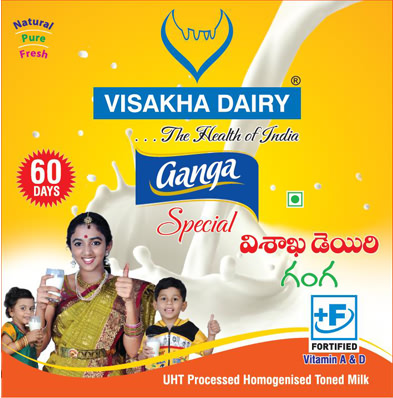 Natural
Pure
Fresh
VISAKHA DAIRY ®
. . . The Health of India
Ganga
60
DAYS
Special
విశాఖ డెయిరి
గంగ
+F
FORTIFIED
Vitamin A & D
UHT Processed Homogenised Toned Milk